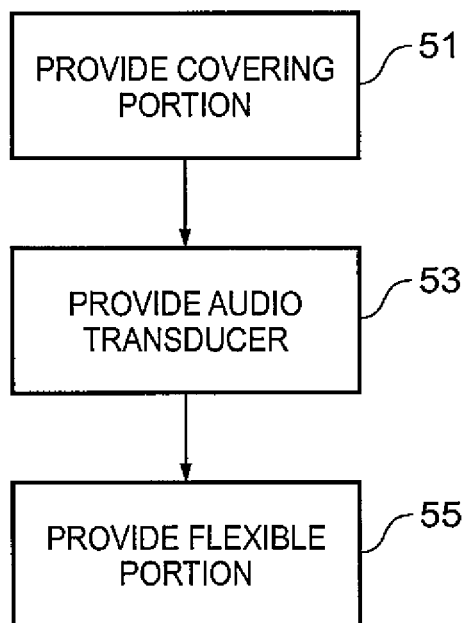 PROVIDE COVERING
PORTION
51
PROVIDE AUDIO
TRANSDUCER
53
PROVIDE FLEXIBLE
PORTION
55